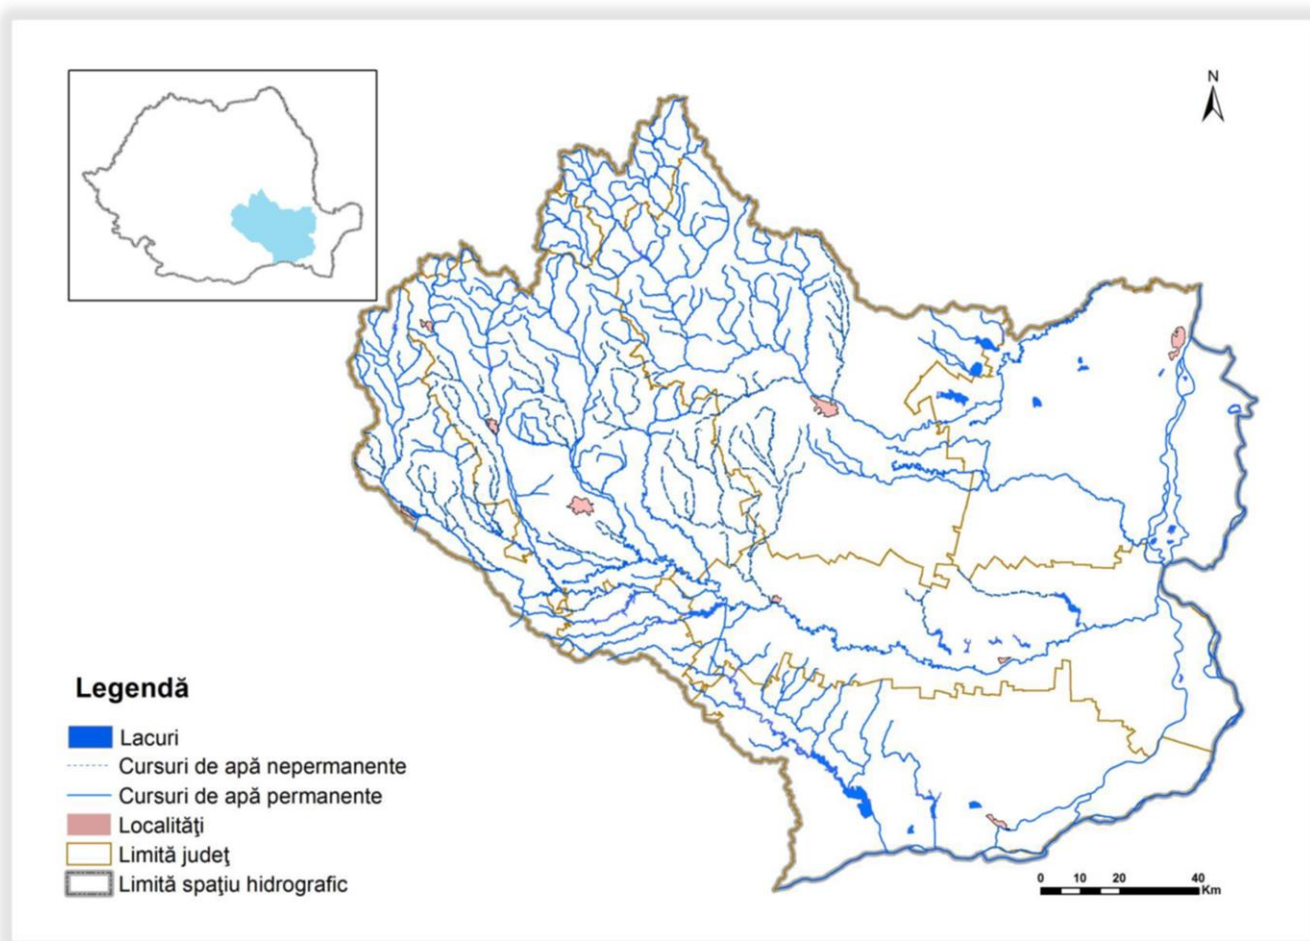 N
Legendă
Lacuri
Cursuri de apă nepermanente
Cursuri de apă permanente
Localităţi
Limită judeţ
Limită spaţiu hidrografic
0 10 20 40
Km